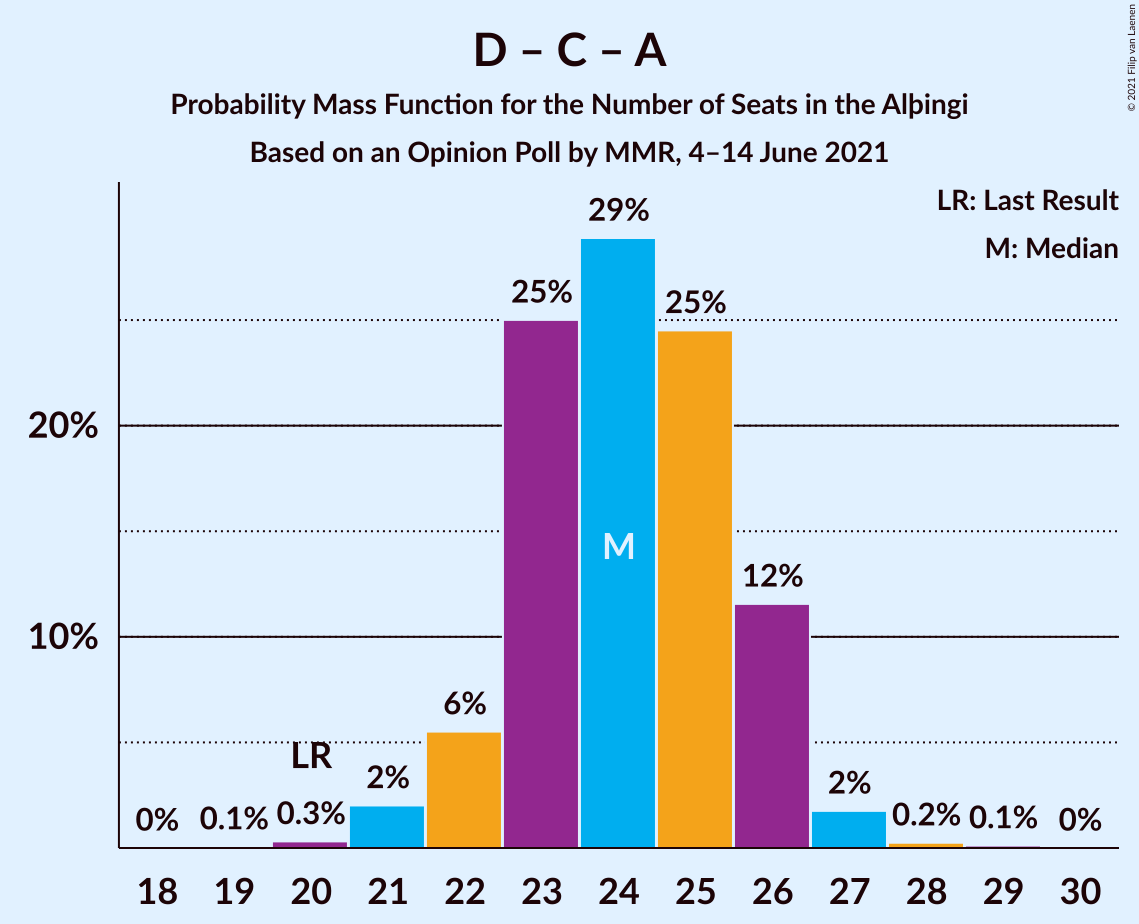 D – C – A
Probability Mass Function for the Number of Seats in the Alþingi
Based on an Opinion Poll by MMR, 4–14 June 2021
© 2021 Filip van Laenen
LR: Last Result
M: Median
20%
10%
0%
0.1%
LR
0.3%
2%
6%
25%
29%
M
25%
12%
2%
0.2%
0.1%
0%
18 19 20 21 22 23 24 25 26 27 28 29 30